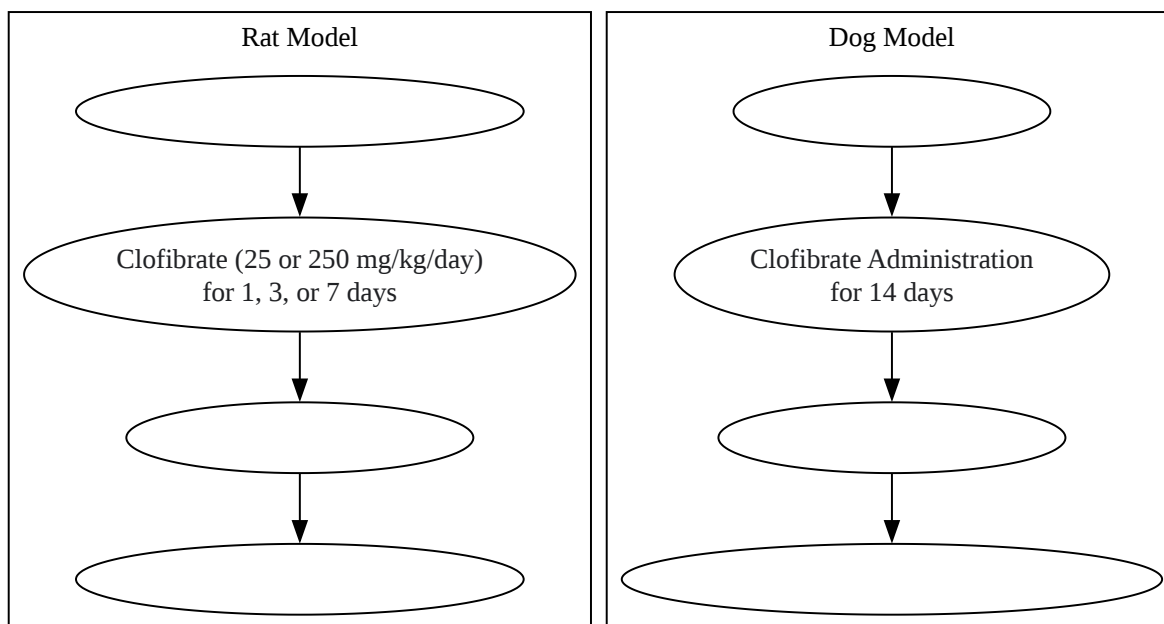 Rat Model
Clofibrate (25 or 250 mg/kg/day)
for 1, 3, or 7 days
Dog Model
Clofibrate Administration
for 14 days